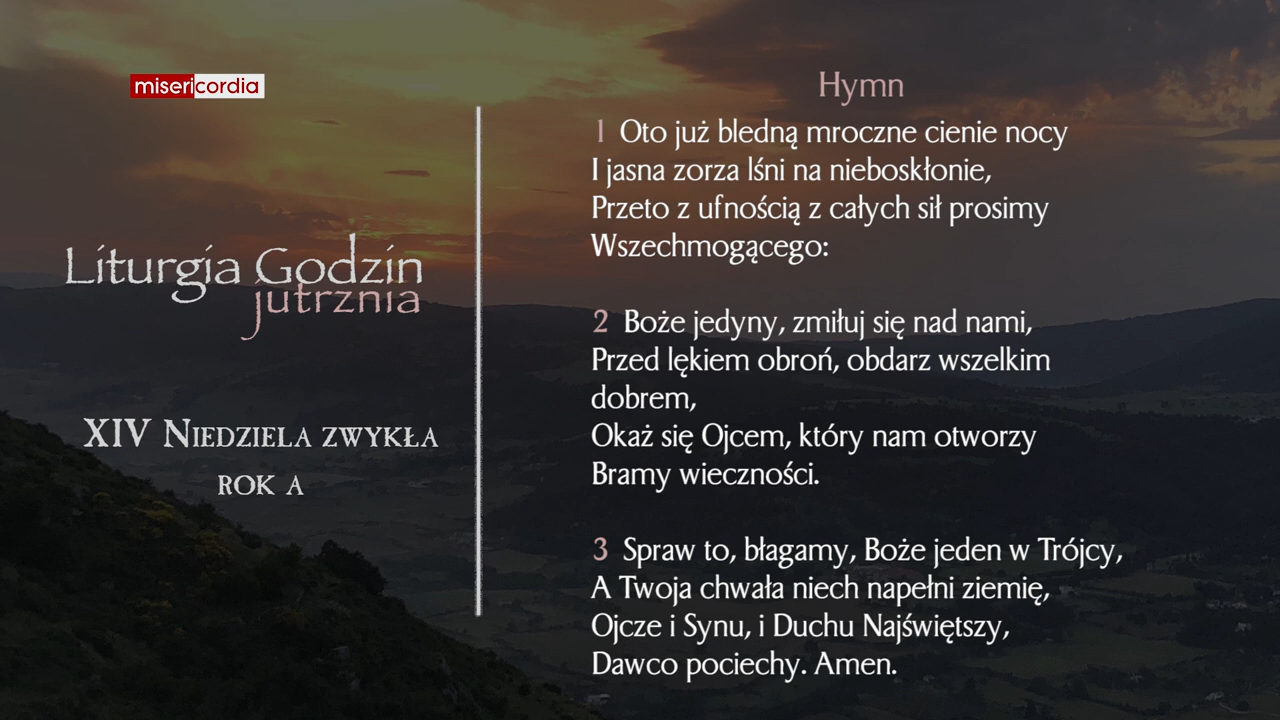 misericordia
Liturgia Godzin
jutrznia
XIV Niedziela zwykła
rok A
Hymn
1 Oto już bledną mroczne cienie nocy
I jasna zorza lśni na nieboskłonie,
Przeto z ufnością z całych sił prosimy
Wszechmogącego:
2 Boże jedyny, zmiłuj się nad nami,
Przed lękiem obroń, obdarz wszelkim
dobrem,
Okaż się Ojcem, który nam otworzy
Bramy wieczności.
3 Spraw to, błagamy, Boże jeden w Trójcy,
A Twoja chwała niech napełni ziemię,
Ojcze i Synu, i Duchu Najświętszy,
Dawco pociechy. Amen.